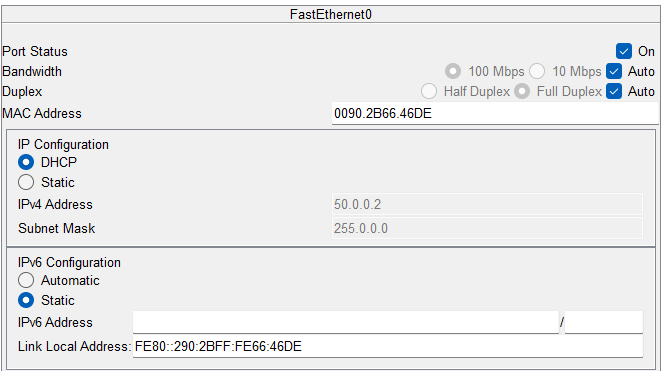 FastEthernet0
Port Status On
Bandwidth 100 Mbps 10 Mbps Auto
Duplex Half Duplex Full Duplex Auto
MAC Address 0090.2B66.46DE
IP Configuration
DHCP
Static
IPv4 Address 50.0.0.2
Subnet Mask 255.0.0.0
IPv6 Configuration
Automatic
Static
IPv6 Address /
Link Local Address: FE80::290:2BFF:FE66:46DE